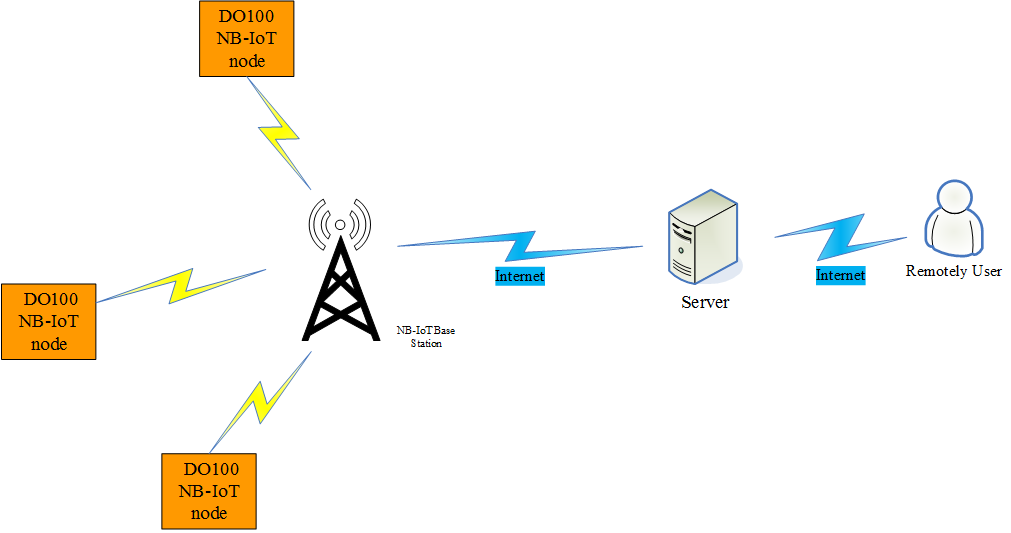 DO100
NB-IoT
node
DO100
NB-IoT
node
DO100
NB-IoT
node
NB-IoTBase
Station
Internet
Server
Internet
Remotely User